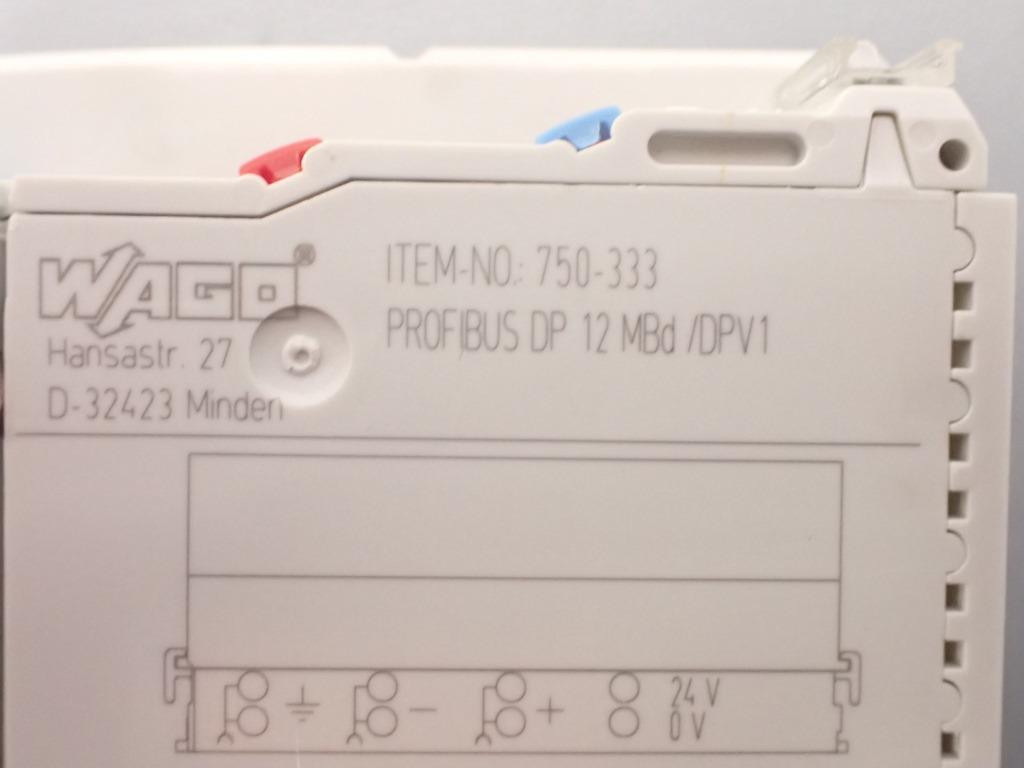 WAGO®
Hansastr. 27
D-32423 Minden
ITEM-NO.: 750-333
PROFIBUS DP 12 MBd /DPV1
- + 24 V
0 V